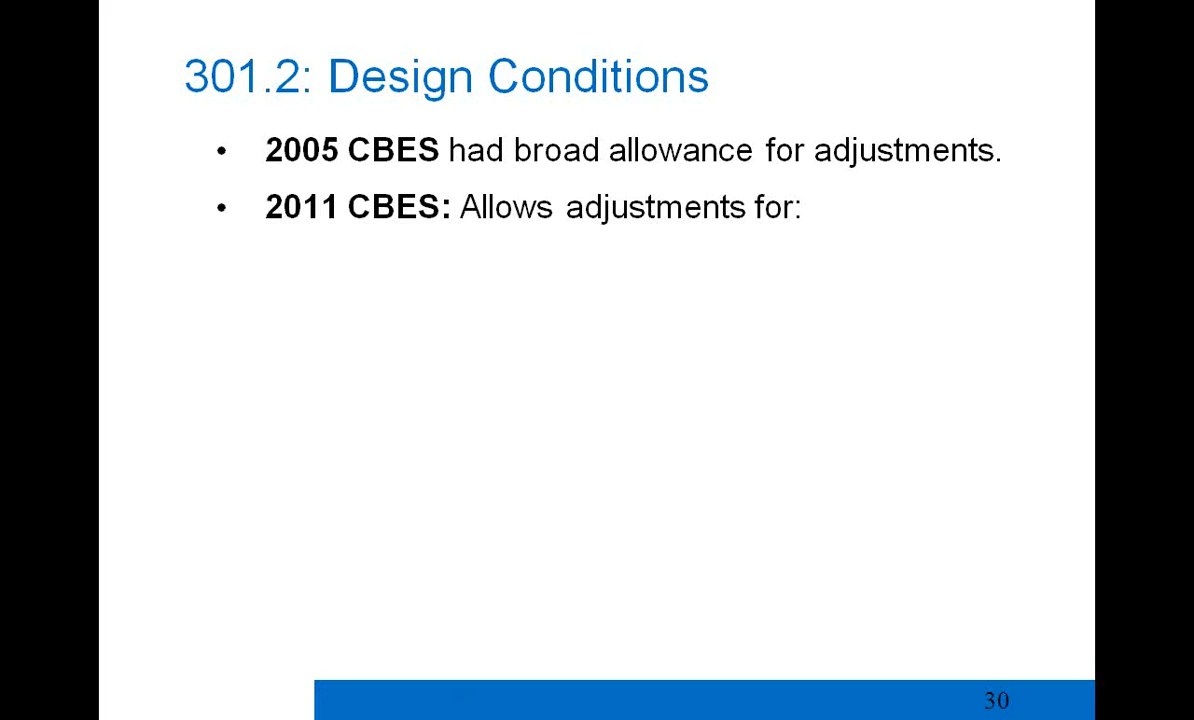 301.2: Design Conditions
• 2005 CBES had broad allowance for adjustments.
• 2011 CBES: Allows adjustments for:
30